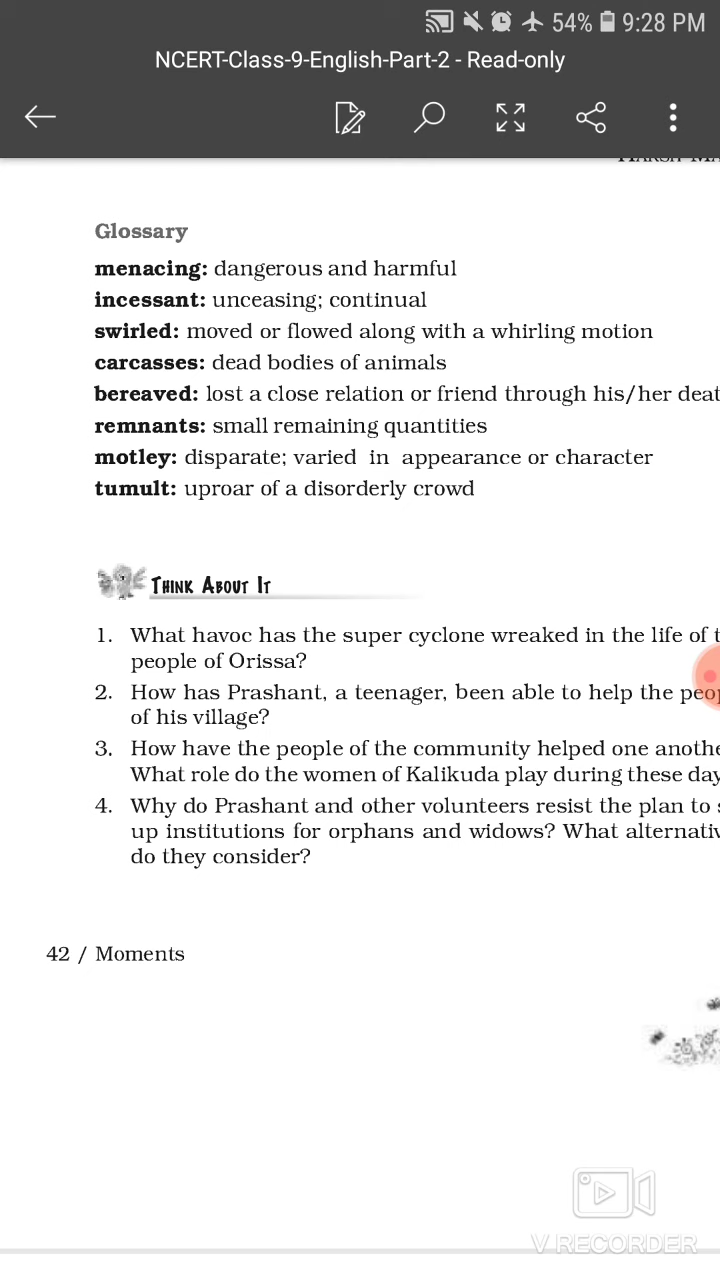 54% 9:28 PM
NCERT-Class-9-English-Part-2 - Read-only
Glossary
menacing: dangerous and harmful
incessant: unceasing; continual
swirled: moved or flowed along with a whirling motion
carcasses: dead bodies of animals
bereaved: lost a close relation or friend through his/her deat
remnants: small remaining quantities
motley: disparate; varied in appearance or character
tumult: uproar of a disorderly crowd
THINK ABOUT IT
1. What havoc has the super cyclone wreaked in the life of t
people of Orissa?
2. How has Prashant, a teenager, been able to help the peop
of his village?
3. How have the people of the community helped one anothe
What role do the women of Kalikuda play during these day
4. Why do Prashant and other volunteers resist the plan to s
up institutions for orphans and widows? What alternativ
do they consider?
42 / Moments
V RECORDER